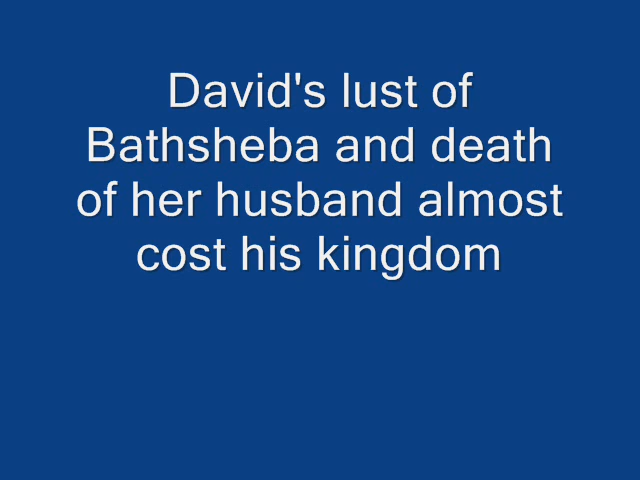 David's lust of
Bathsheba and death
of her husband almost
cost his kingdom